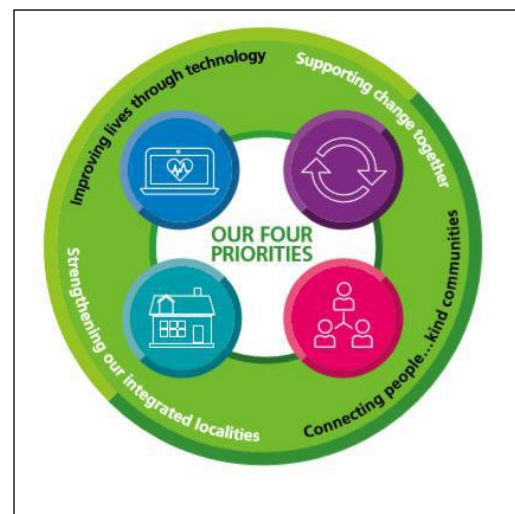 Improving lives through technology
Supporting change together
OUR FOUR
PRIORITIES
Strengthening our integrated localities
Connecting people...kind communities